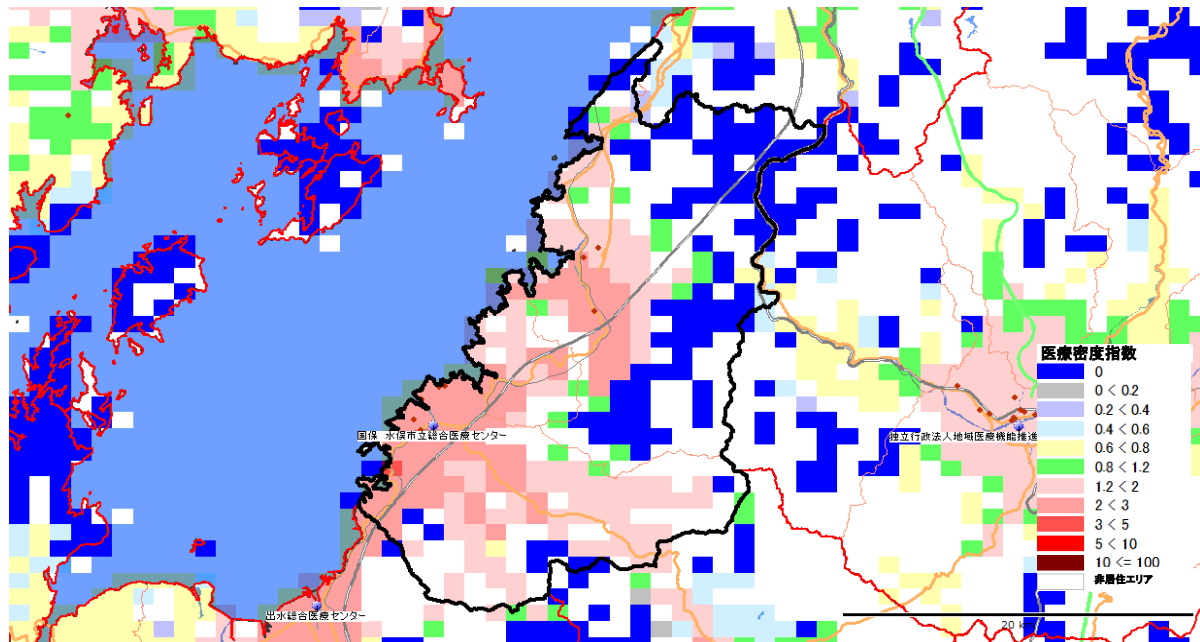 医療密度指数
0
0 < 0.2
0.2 < 0.4
0.4 < 0.6
0.6 < 0.8
0.8 < 1.2
1.2 < 2
2 < 3
3 < 5
5 < 10
10 <= 100
非居住エリア
国保 水俣市立総合医療センター
独立行政法人地域医療機能推進
出水総合医療センター
20 km